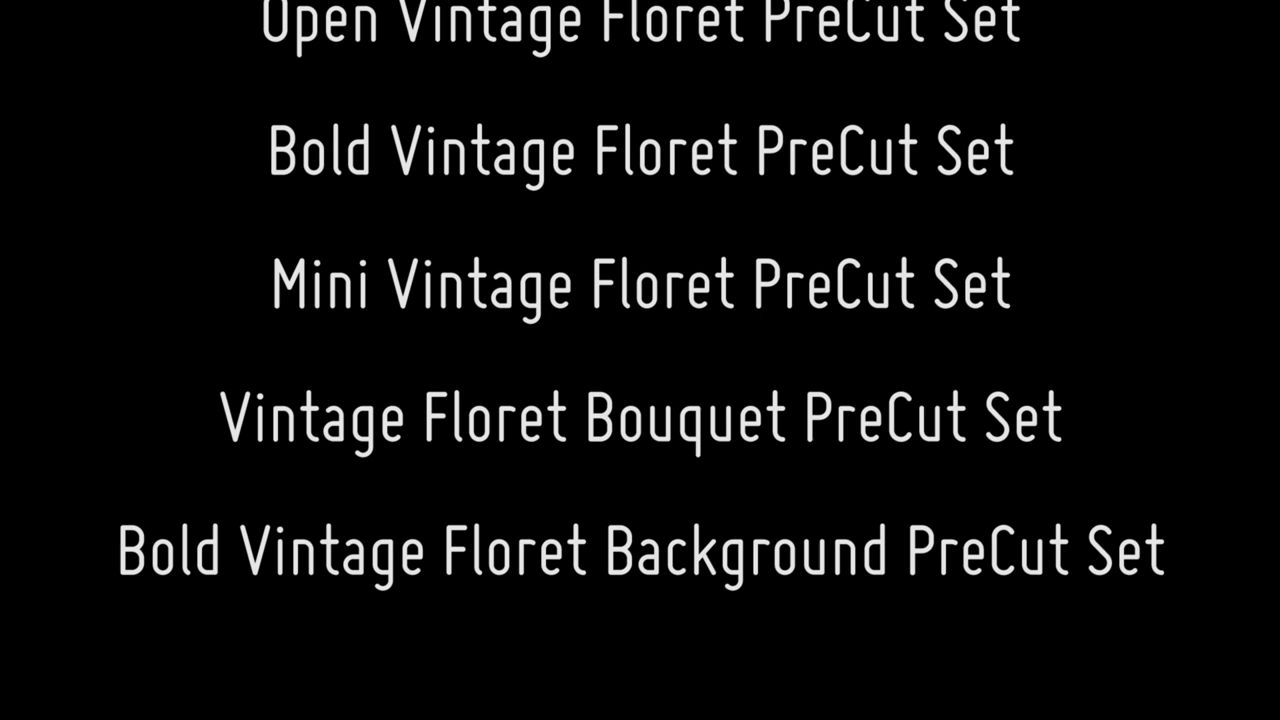 Open Vintage Floret PreCut Set
Bold Vintage Floret PreCut Set
Mini Vintage Floret PreCut Set
Vintage Floret Bouquet PreCut Set
Bold Vintage Floret Background PreCut Set